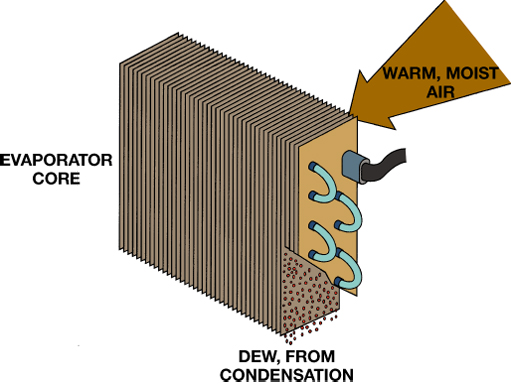 WARM, MOIST
AIR
EVAPORATOR
CORE
DEW, FROM
CONDENSATION